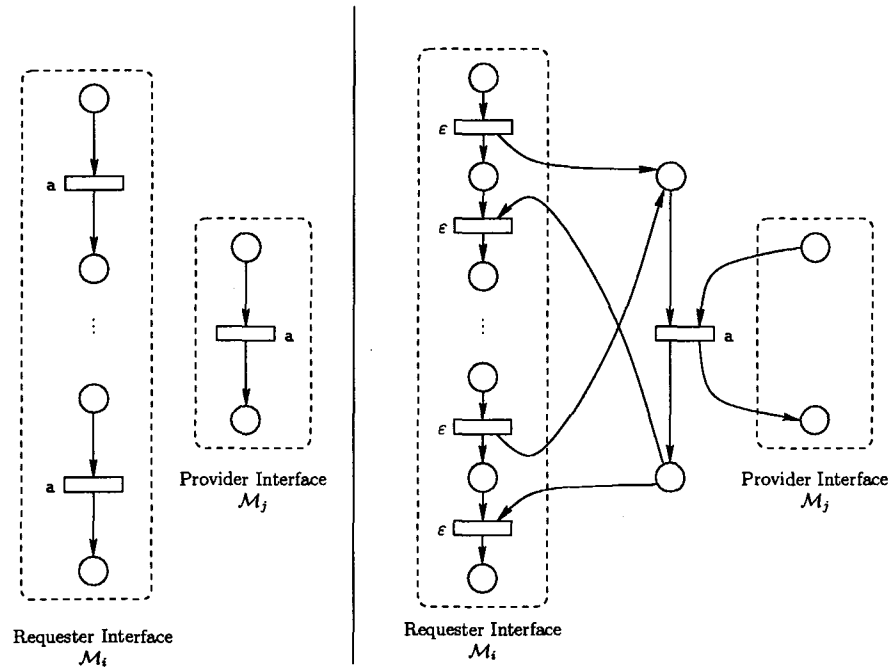 a
⋮
a
Requester Interface
ℳᵢ
a
Provider Interface
ℳⱼ
ε
ε
⋮
ε
ε
Requester Interface
ℳᵢ
a
Provider Interface
ℳⱼ